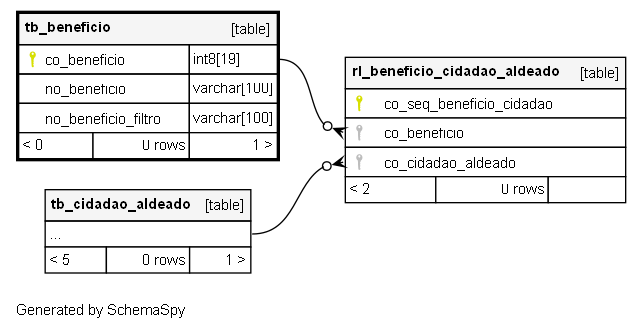 tb_beneficio [table]
co_beneficio int8[19]
no_beneficio varchar[100]
no_beneficio_filtro varchar[100]
< 0 0 rows 1 >
rl_beneficio_cidadao_aldeado [table]
co_seq_beneficio_cidadao
co_beneficio
co_cidadao_aldeado
< 2 0 rows
tb_cidadao_aldeado [table]
...
< 5 0 rows 1 >
Generated by SchemaSpy